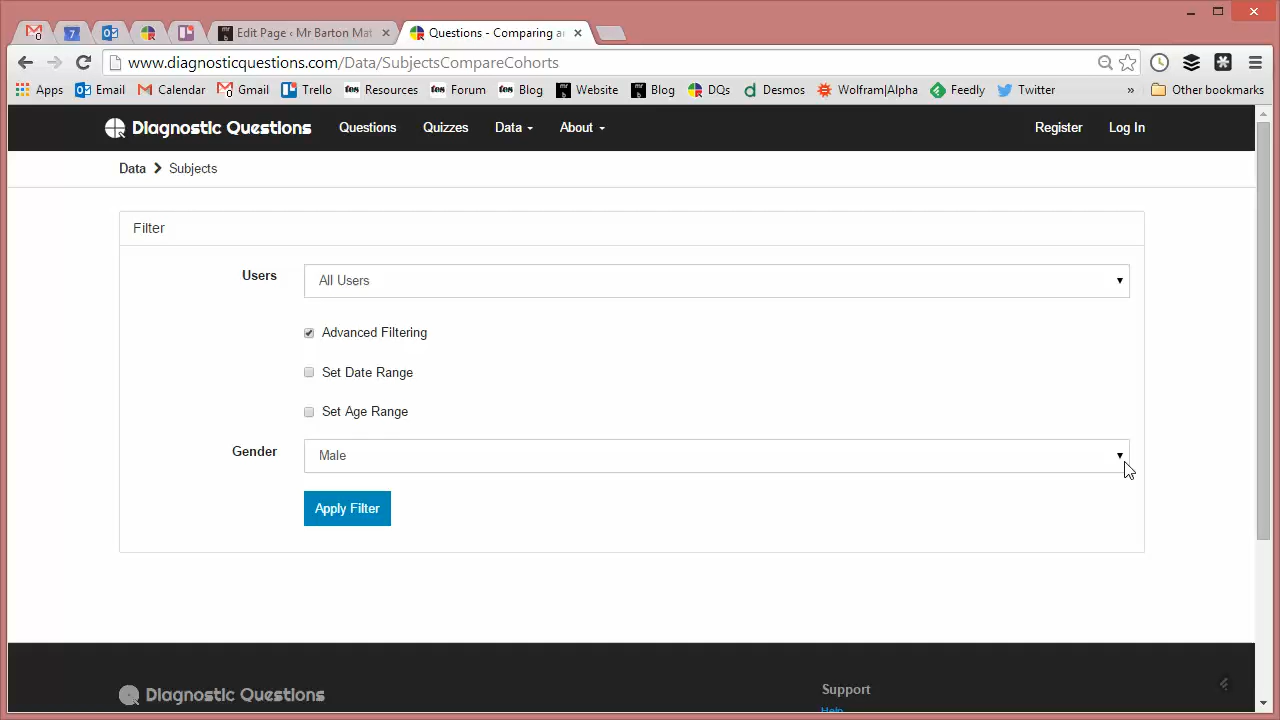 Edit Page ‹ Mr Barton Mat
Questions - Comparing a
www.diagnosticquestions.com/Data/SubjectsCompareCohorts
Apps Email Calendar Gmail Trello Resources Forum Blog Website Blog DQs Desmos Wolfram|Alpha Feedly Twitter » Other bookmarks
Diagnostic Questions Questions Quizzes Data About Register Log In
Data Subjects
Filter
Users All Users
Advanced Filtering
Set Date Range
Set Age Range
Gender Male
Apply Filter
Diagnostic Questions Support
Help